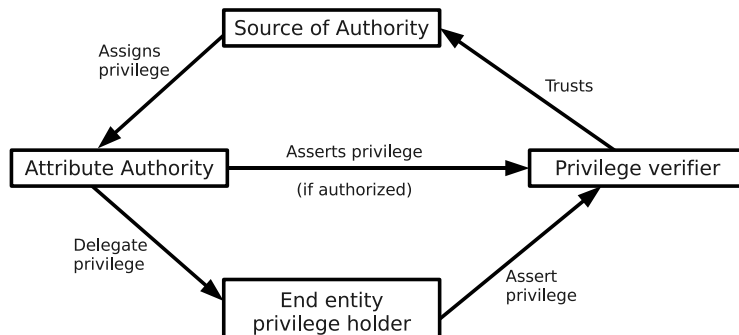 Source of Authority
Assigns
privilege
Trusts
Attribute Authority
Asserts privilege
(if authorized)
Privilege verifier
Delegate
privilege
End entity
privilege holder
Assert
privilege